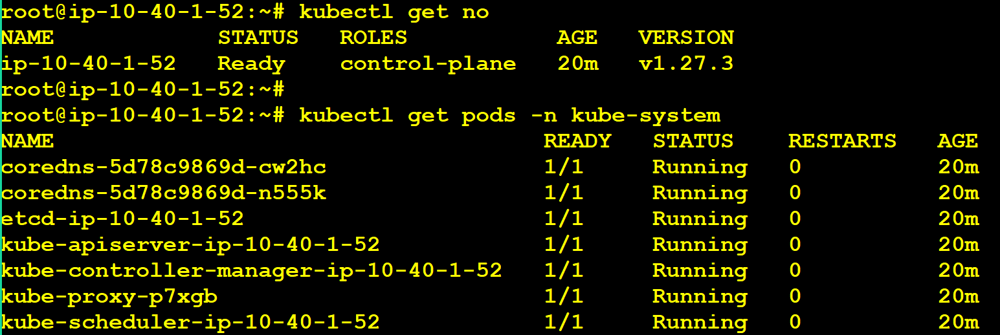 root@ip-10-40-1-52:~# kubectl get no
NAME STATUS ROLES AGE VERSION
ip-10-40-1-52 Ready control-plane 20m v1.27.3
root@ip-10-40-1-52:~#
root@ip-10-40-1-52:~# kubectl get pods -n kube-system
NAME READY STATUS RESTARTS AGE
coredns-5d78c9869d-cw2hc 1/1 Running 0 20m
coredns-5d78c9869d-n555k 1/1 Running 0 20m
etcd-ip-10-40-1-52 1/1 Running 0 20m
kube-apiserver-ip-10-40-1-52 1/1 Running 0 20m
kube-controller-manager-ip-10-40-1-52 1/1 Running 0 20m
kube-proxy-p7xgb 1/1 Running 0 20m
kube-scheduler-ip-10-40-1-52 1/1 Running 0 20m